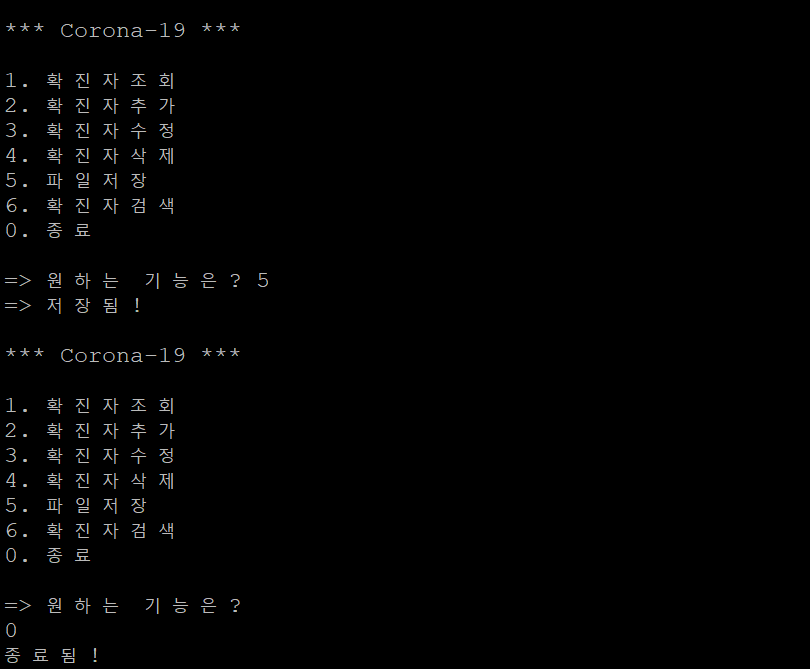 *** Corona-19 ***
1. 확진자조회
2. 확진자추가
3. 확진자수정
4. 확진자삭제
5. 파일저장
6. 확진자검색
0. 종료
=> 원하는 기능은? 5
=> 저장됨!
*** Corona-19 ***
1. 확진자조회
2. 확진자추가
3. 확진자수정
4. 확진자삭제
5. 파일저장
6. 확진자검색
0. 종료
=> 원하는 기능은?
0
종료됨!